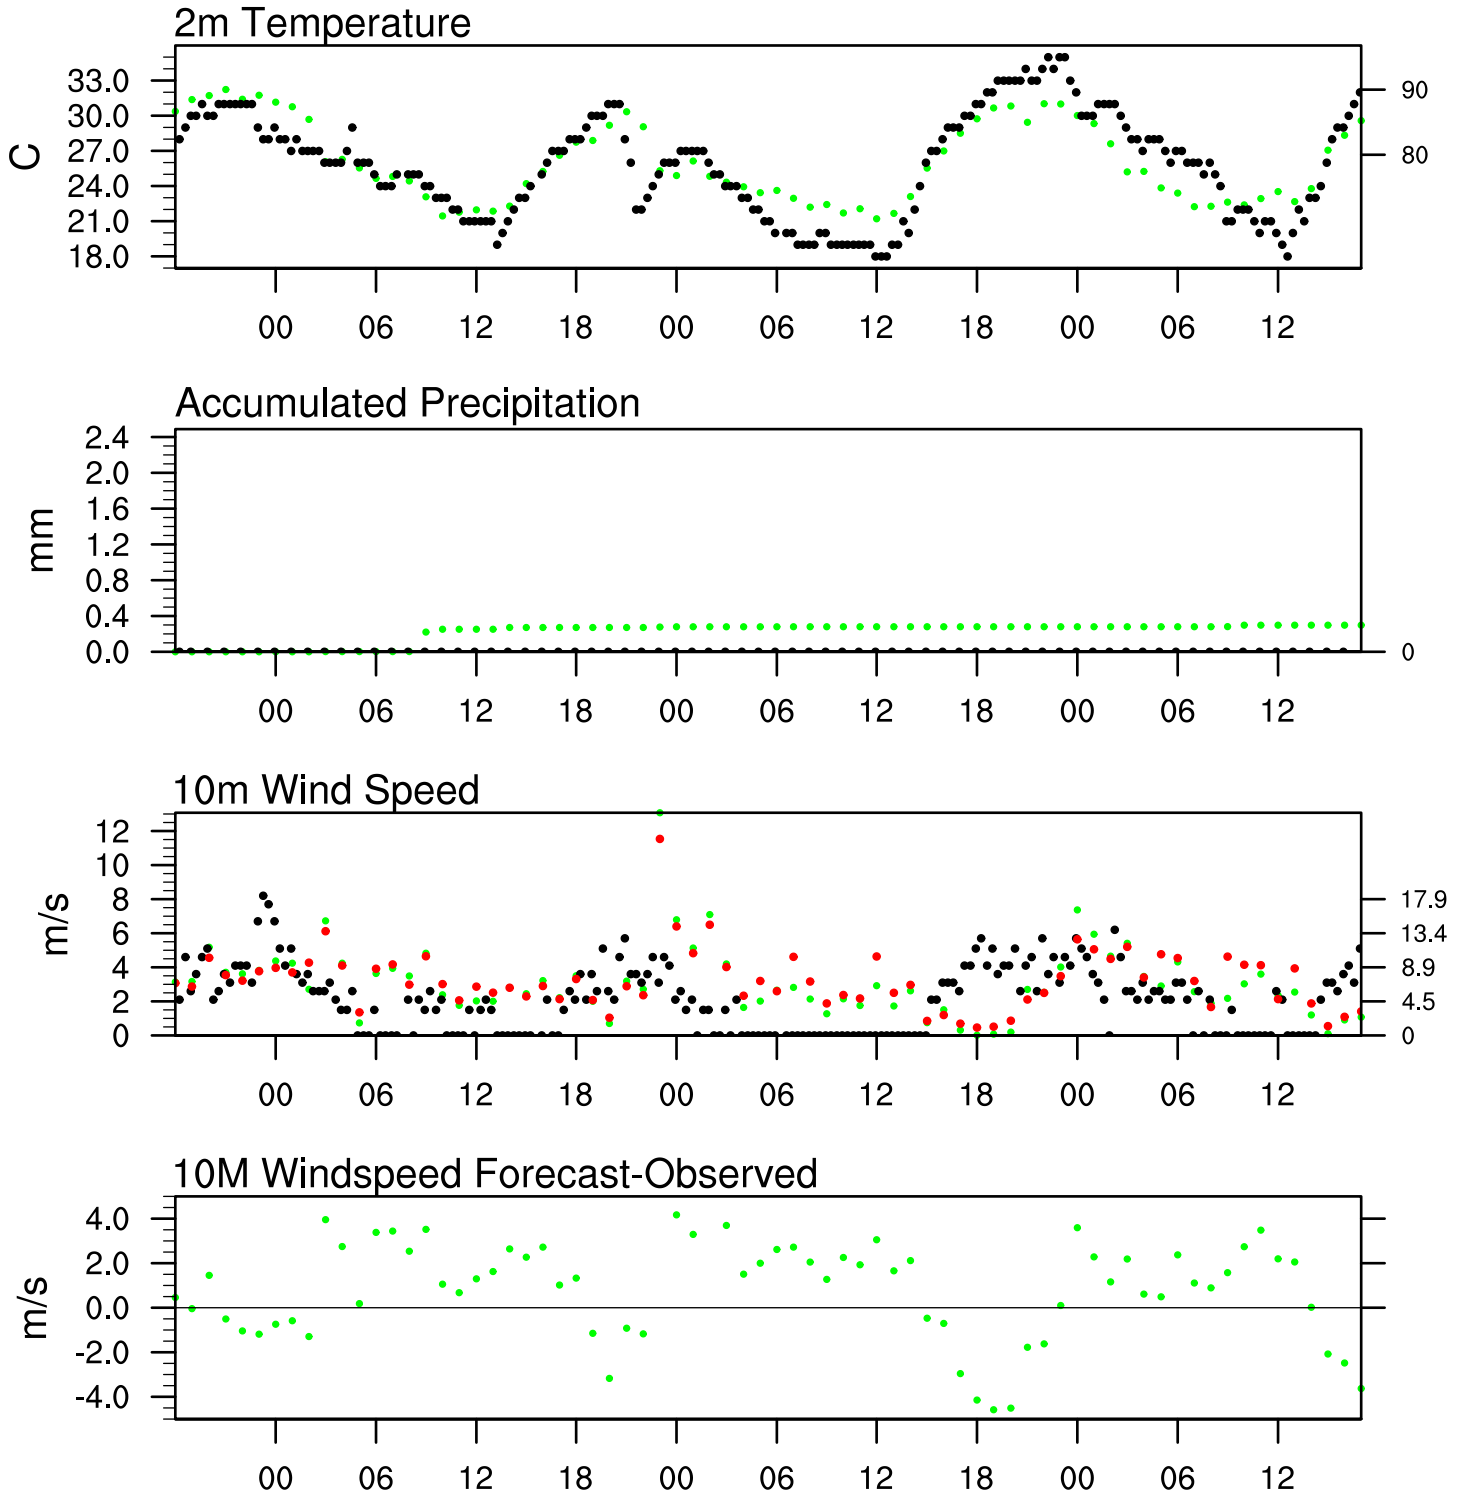 2m Temperature
C
33.0
30.0
27.0
24.0
21.0
18.0
90
80
00 06 12 18 00 06 12 18 00 06 12
Accumulated Precipitation
mm
2.4
2.0
1.6
1.2
0.8
0.4
0.0
0
00 06 12 18 00 06 12 18 00 06 12
10m Wind Speed
m/s
12
10
8
6
4
2
0
17.9
13.4
8.9
4.5
0
00 06 12 18 00 06 12 18 00 06 12
10M Windspeed Forecast-Observed
m/s
4.0
2.0
0.0
-2.0
-4.0
00 06 12 18 00 06 12 18 00 06 12